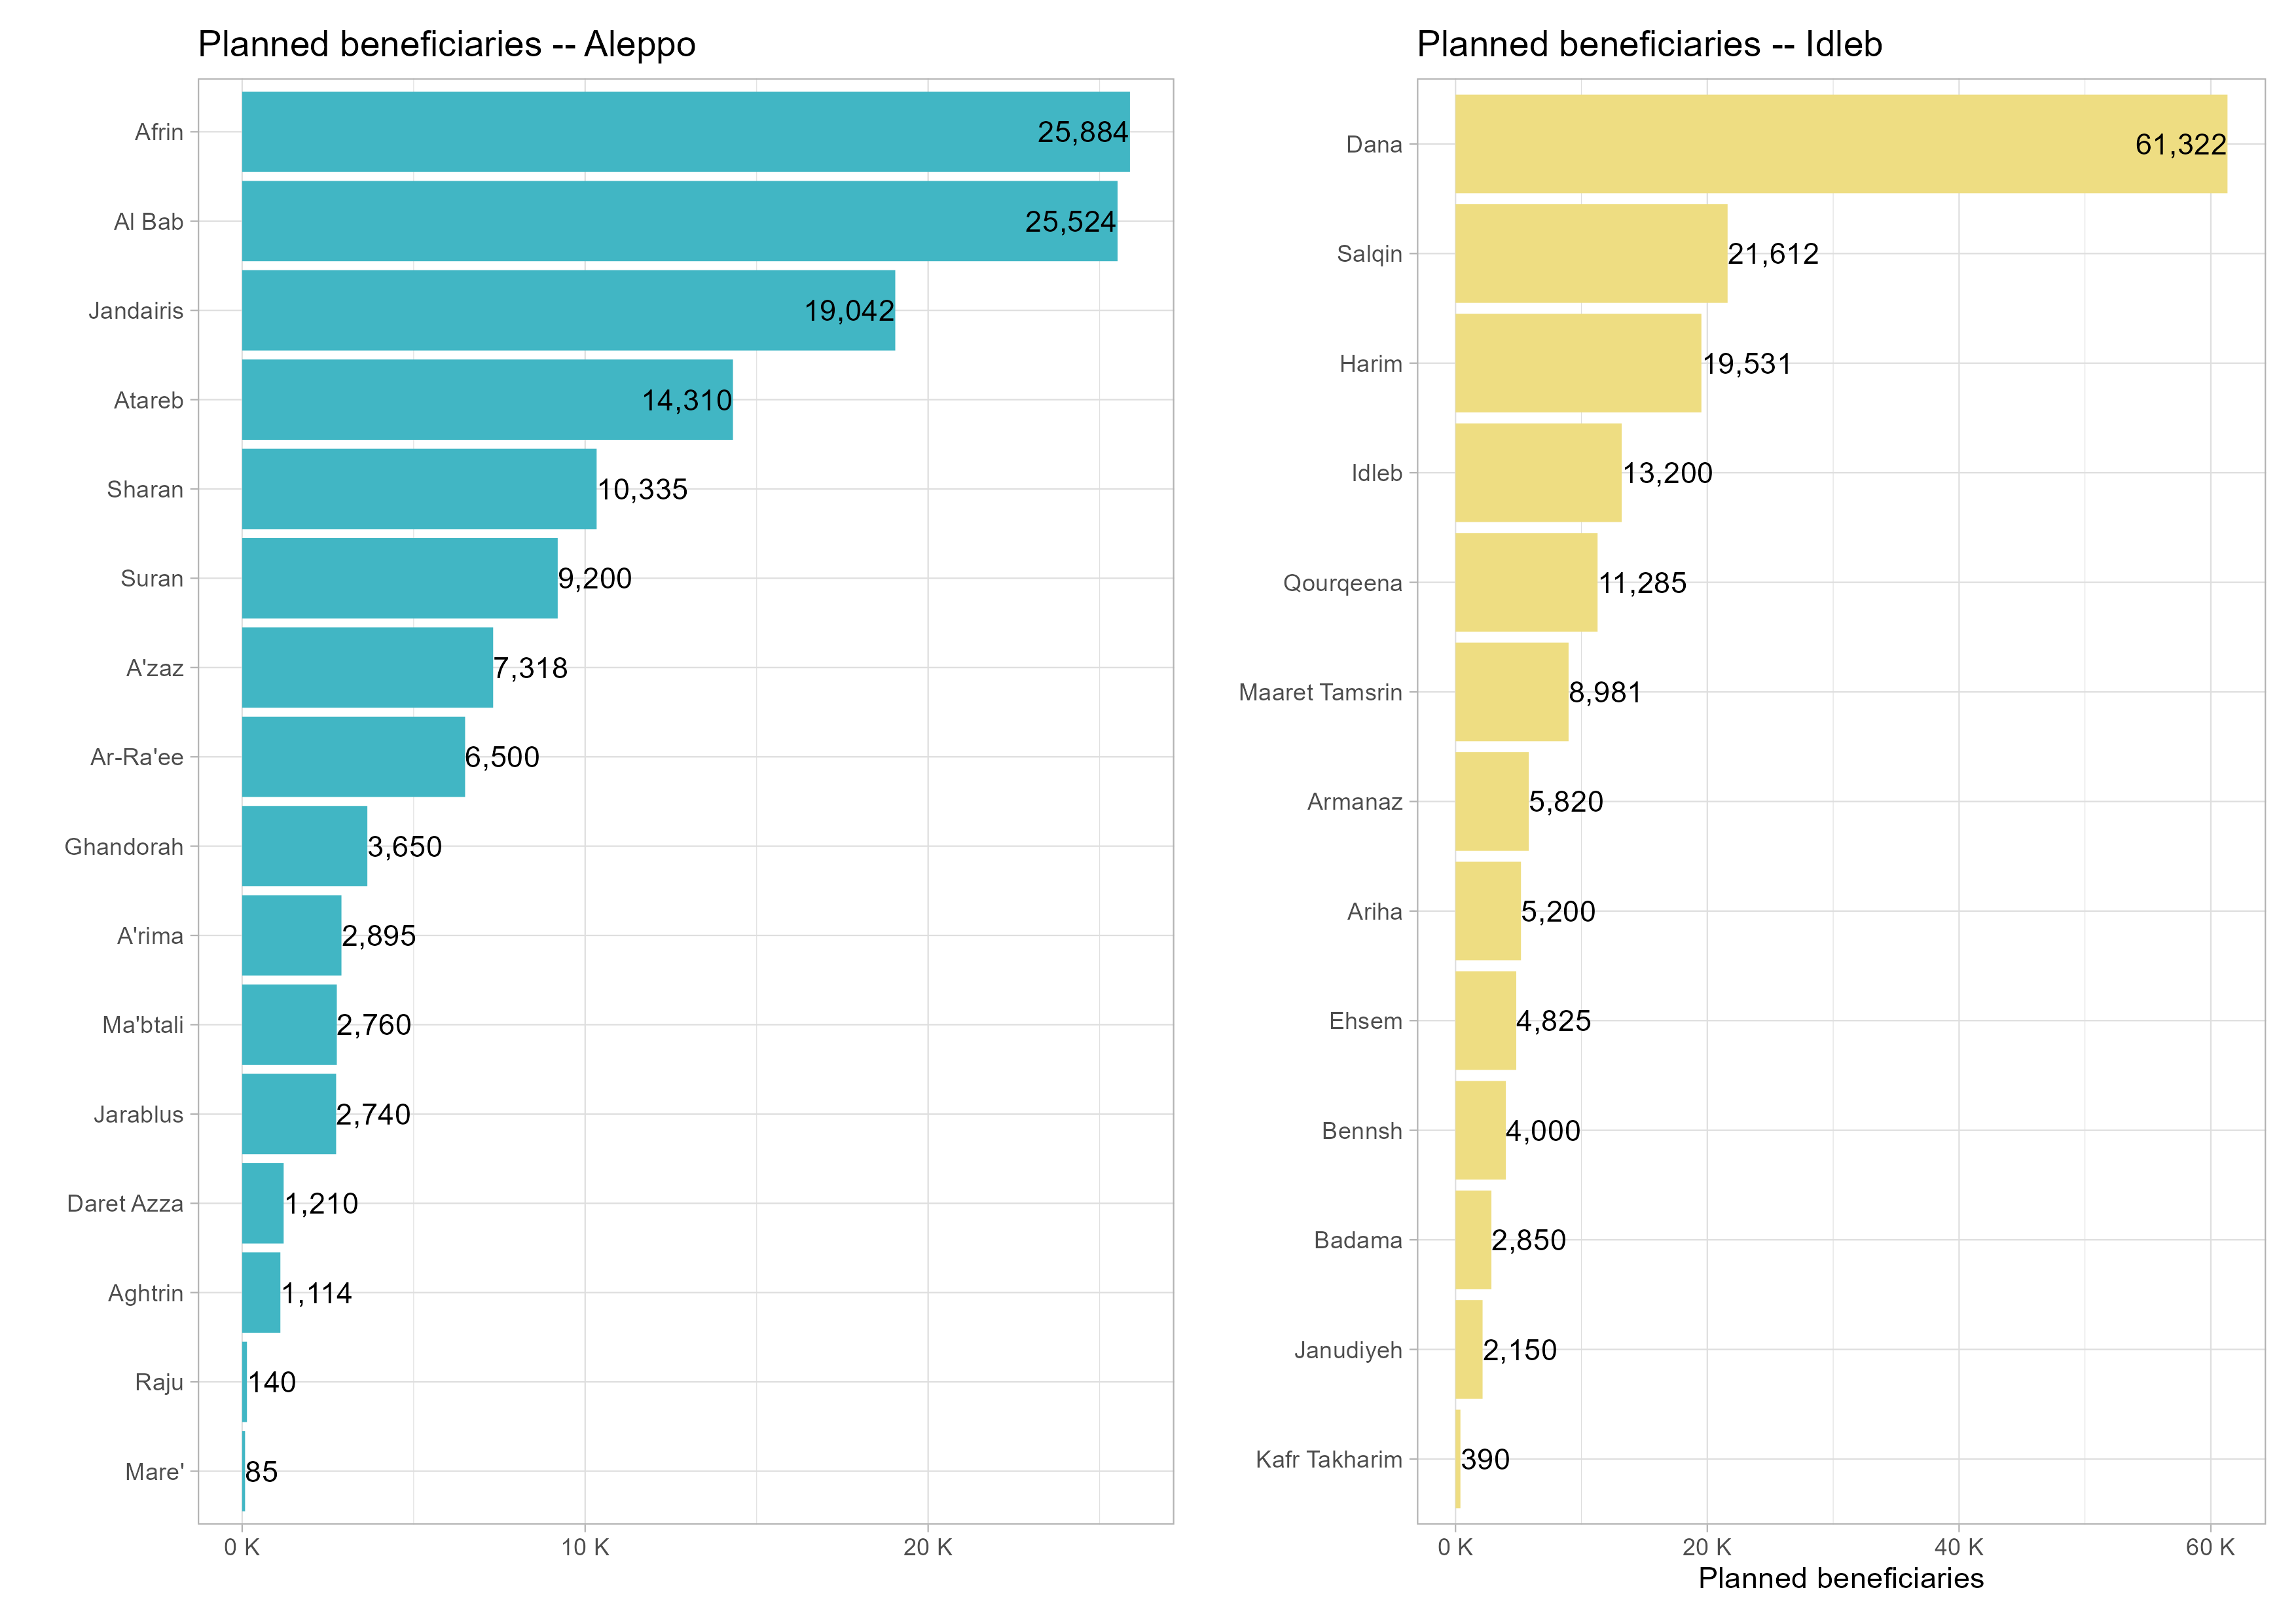 Planned beneficiaries -- Aleppo
Afrin 25,884
Al Bab 25,524
Jandairis 19,042
Atareb 14,310
Sharan 10,335
Suran 9,200
A'zaz 7,318
Ar-Ra'ee 6,500
Ghandorah 3,650
A'rima 2,895
Ma'btali 2,760
Jarablus 2,740
Daret Azza 1,210
Aghtrin 1,114
Raju 140
Mare' 85
0 K 10 K 20 K
Planned beneficiaries -- Idleb
Dana 61,322
Salqin 21,612
Harim 19,531
Idleb 13,200
Qourqeena 11,285
Maaret Tamsrin 8,981
Armanaz 5,820
Ariha 5,200
Ehsem 4,825
Bennsh 4,000
Badama 2,850
Janudiyeh 2,150
Kafr Takharim 390
0 K 20 K 40 K 60 K
Planned beneficiaries